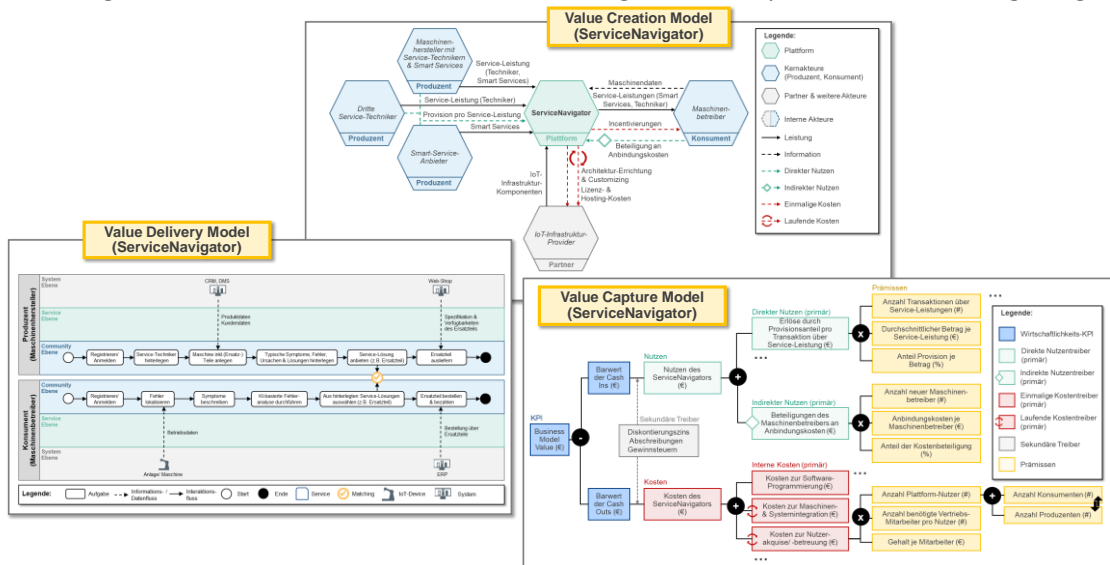 Value Creation Model
(ServiceNavigator)
Maschinen-
hersteller mit
Service-Technikern
& Smart Services
Produzent
Service-Leistung
(Techniker,
Smart Services)
Dritte
Service-Techniker
Produzent
Service-Leistung (Techniker)
Provision pro Service-Leistung
Smart-Service-
Anbieter
Produzent
Smart Services
ServiceNavigator
Plattform
Maschinendaten
Service-Leistungen (Smart
Services, Techniker)
Incentivierungen
Beteiligung an
Anbindungskosten
Maschinen-
betreiber
Konsument
IoT-
Infrastruktur-
Komponenten
Architektur-Errichtung
& Customizing
Lizenz- &
Hosting-Kosten
IoT-Infrastruktur-
Provider
Partner
Legende:
Plattform
Kernakteure
(Produzent, Konsument)
Partner & weitere Akteure
Interne Akteure
Leistung
Information
Direkter Nutzen
Indirekter Nutzen
Einmalige Kosten
Laufende Kosten
Value Delivery Model
(ServiceNavigator)
Produzent
(Maschinenhersteller)
System
Ebene
CRM, DMS
Web-Shop
Service
Ebene
Produktdaten
Kundendaten
Spezifikation &
Verfügbarkeiten
des Ersatzteils
Community
Ebene
Registrieren/
Anmelden
Service-Techniker
hinterlegen
Maschine inkl. (Ersatz-)
Teile anlegen
Typische Symptome, Fehler,
Ursachen & Lösungen hinterlegen
Service-Lösung
anbieten (z.B. Ersatzteil)
Ersatzteil
ausliefern
Konsument
(Maschinenbetreiber)
Community
Ebene
Registrieren/
Anmelden
Fehler
lokalisieren
Symptome
beschreiben
KI-basierte Fehler-
analyse durchführen
Aus hinterlegten Service-Lösungen
auswählen (z.B. Ersatzteil)
Ersatzteil bestellen
& bezahlen
Service
Ebene
Betriebsdaten
Bestellung über
Ersatzteile
System
Ebene
Anlage/ Maschine
ERP
Legende:
Aufgabe
Informations- /
Datenfluss
Interaktions-
fluss
Start
Ende
Service
Matching
IoT-Device
System
Value Capture Model
(ServiceNavigator)
KPI
Business
Model
Value (€)
Barwert
der Cash
Ins (€)
Barwert
der Cash
Outs (€)
Sekundäre Treiber
Diskontierungszins
Abschreibungen
Gewinnsteuern
Nutzen
Nutzen des
ServiceNavigators
(€)
Kosten
Kosten des
ServiceNavigators
(€)
Direkter Nutzen (primär)
Erlöse durch
Provisionsanteil pro
Transaktion über
Service-Leistung (€)
...
Indirekter Nutzen (primär)
Beteiligungen des
Maschinenbetreibers an
Anbindungskosten (€)
Interne Kosten (primär)
Kosten zur Software-
Programmierung (€)
Kosten zur Maschinen-
& Systemintegration (€)
Kosten zur Nutzer-
akquise/ -betreuung (€)
...
Prämissen
Anzahl Transaktionen über
Service-Leistungen (#)
Durchschnittlicher Betrag je
Service-Leistung (€)
Anteil Provision je
Betrag (%)
...
Anzahl neuer Maschinen-
betreiber (#)
Anbindungskosten je
Maschinenbetreiber (€)
Anteil der Kostenbeteiligung
(%)
Anzahl Plattform-Nutzer (#)
Anzahl benötigte Vertriebs-
Mitarbeiter pro Nutzer (#)
Gehalt je Mitarbeiter (€)
Anzahl Konsumenten (#)
Anzahl Produzenten (#)
...
Legende:
Wirtschaftlichkeits-KPI
Direkte Nutzentreiber
(primär)
Indirekte Nutzentreiber
(primär)
Einmalige Kostentreiber
(primär)
Laufende Kostentreiber
(primär)
Sekundäre Treiber
Prämissen